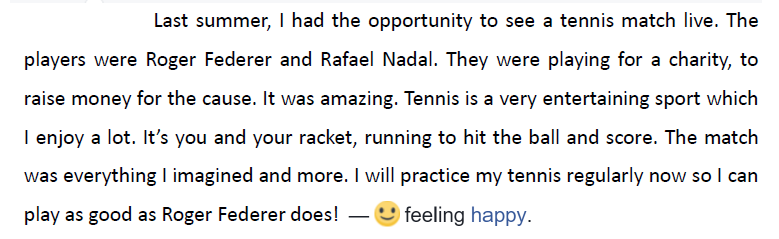 Last summer, I had the opportunity to see a tennis match live. The
players were Roger Federer and Rafael Nadal. They were playing for a charity, to
raise money for the cause. It was amazing. Tennis is a very entertaining sport which
I enjoy a lot. It’s you and your racket, running to hit the ball and score. The match
was everything I imagined and more. I will practice my tennis regularly now so I can
play as good as Roger Federer does! — 🙂 feeling happy.